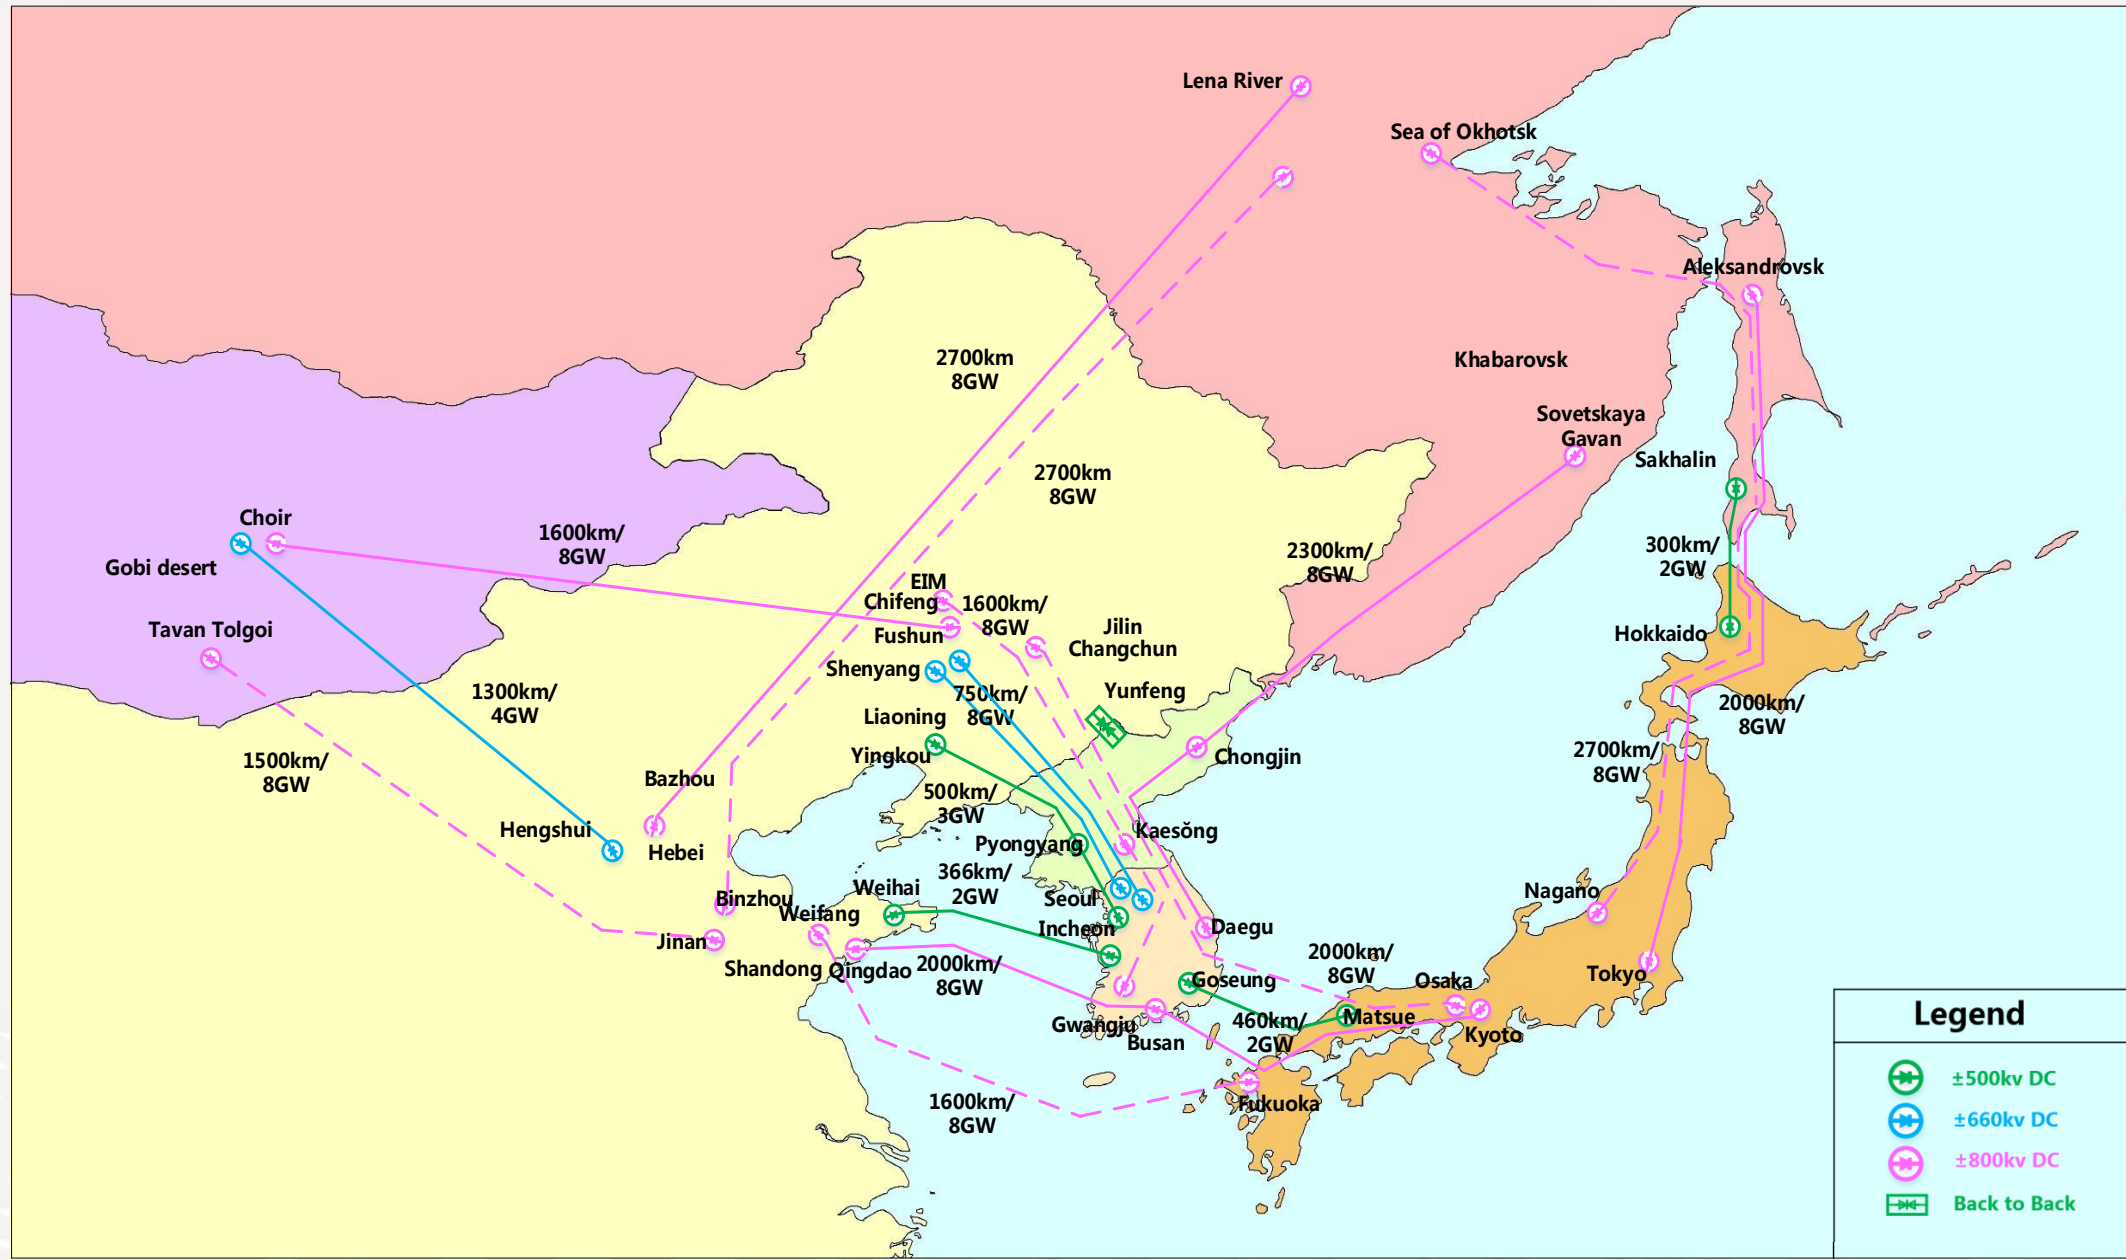 Lena River
Sea of Okhotsk
Aleksandrovsk
2700km
8GW
Khabarovsk
Sovetskaya
Gavan
Sakhalin
2700km
8GW
Choir
1600km/
8GW
Gobi desert
2300km/
8GW
300km/
2GW
EIM
Chifeng
1600km/
8GW
Fushun
Jilin
Changchun
Tavan Tolgoi
Hokkaido
Shenyang
1300km/
4GW
750km/
8GW
Yunfeng
2000km/
8GW
Liaoning
Yingkou
Chongjin
2700km/
8GW
1500km/
8GW
Bazhou
500km/
3GW
Hengshui
Hebei
Pyongyang
Kaesŏng
366km/
2GW
Weihai
Seoul
Nagano
Binzhou
Weifang
Incheon
Daegu
Jinan
Shandong
Qingdao
2000km/
8GW
Goseung
2000km/
8GW
Osaka
Tokyo
Matsue
Gwangju
Busan
460km/
2GW
Kyoto
1600km/
8GW
Fukuoka
Legend
±500kv DC
±660kv DC
±800kv DC
Back to Back